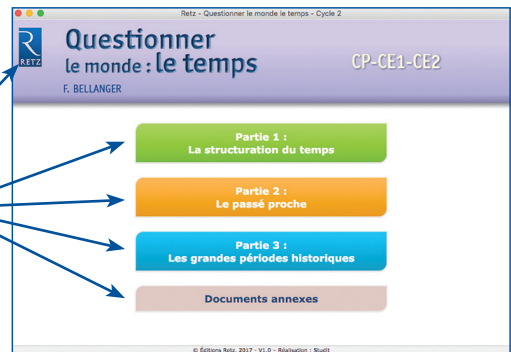 Retz - Questionner le monde le temps - Cycle 2
RETZ
Questionner
le monde : le temps
CP-CE1-CE2
F. BELLANGER
Partie 1 :
La structuration du temps
Partie 2 :
Le passé proche
Partie 3 :
Les grandes périodes historiques
Documents annexes
© Éditions Retz, 2017 - V1.0 - Réalisation : Studit